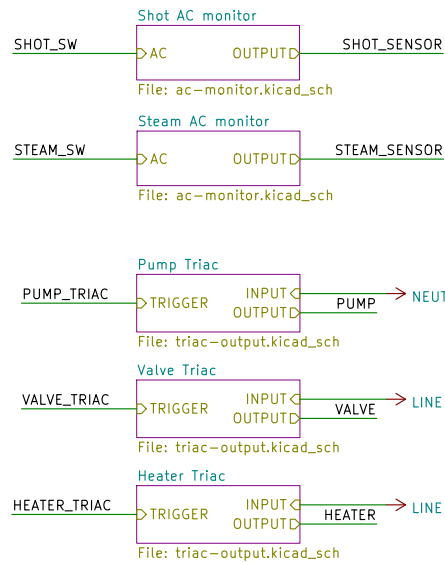 Shot AC monitor
SHOT_SW
AC OUTPUT
SHOT_SENSOR
File: ac-monitor.kicad_sch
Steam AC monitor
STEAM_SW
AC OUTPUT
STEAM_SENSOR
File: ac-monitor.kicad_sch
Pump Triac
PUMP_TRIAC
TRIGGER
INPUT
NEUT
OUTPUT
PUMP
File: triac-output.kicad_sch
Valve Triac
VALVE_TRIAC
TRIGGER
INPUT
LINE
OUTPUT
VALVE
File: triac-output.kicad_sch
Heater Triac
HEATER_TRIAC
TRIGGER
INPUT
LINE
OUTPUT
HEATER
File: triac-output.kicad_sch